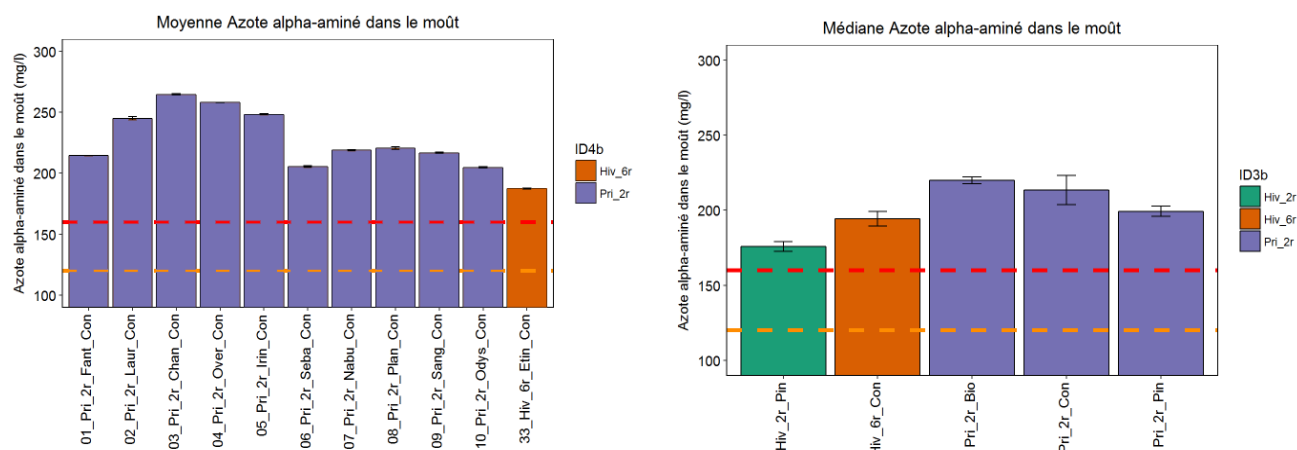 Moyenne Azote alpha-aminé dans le moût
Azote alpha-aminé dans le moût (mg/l)
300
250
200
150
100
01_Pri_2r_Fant_Con
02_Pri_2r_Laur_Con
03_Pri_2r_Chan_Con
04_Pri_2r_Over_Con
05_Pri_2r_Irin_Con
06_Pri_2r_Seba_Con
07_Pri_2r_Nabu_Con
08_Pri_2r_Plan_Con
09_Pri_2r_Sang_Con
10_Pri_2r_Odys_Con
33_Hiv_6r_Etin_Con
ID4b
Hiv_6r
Pri_2r
Médiane Azote alpha-aminé dans le moût
Azote alpha-aminé dans le moût (mg/l)
300
250
200
150
100
Hiv_2r_Pin
Hiv_6r_Con
Pri_2r_Bio
Pri_2r_Con
Pri_2r_Pin
ID3b
Hiv_2r
Hiv_6r
Pri_2r